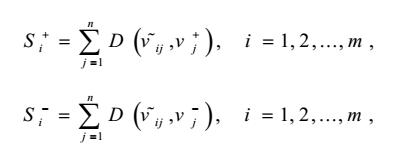 S_i^+ = \sum_{j=1}^{n} D(\tilde{v}_{ij}, v_j^+), i = 1, 2, ..., m,
S_i^- = \sum_{j=1}^{n} D(\tilde{v}_{ij}, v_j^-), i = 1, 2, ..., m,